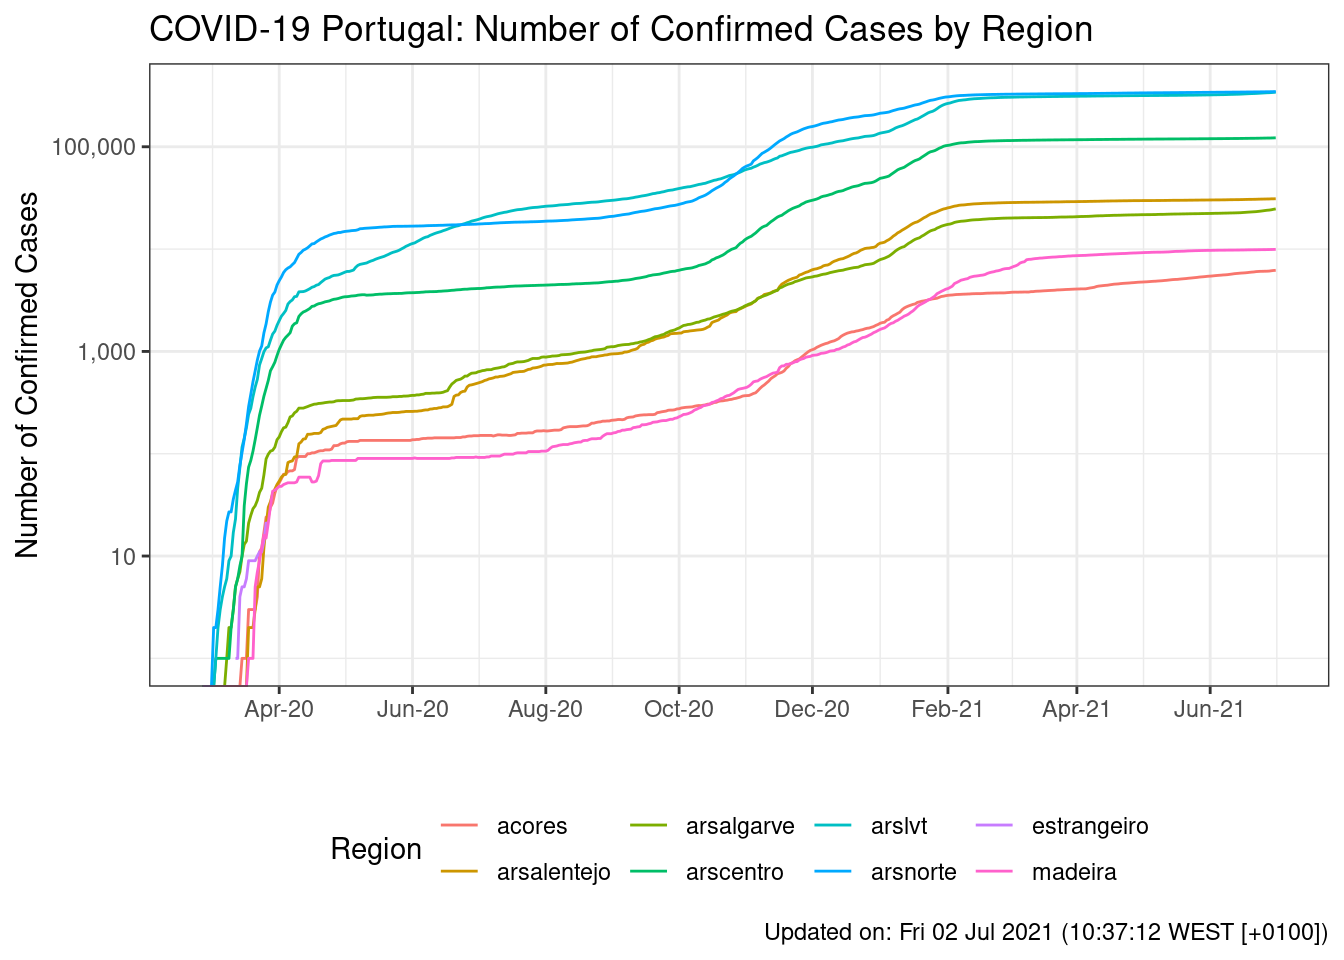 COVID-19 Portugal: Number of Confirmed Cases by Region
Number of Confirmed Cases
100,000
1,000
10
Apr-20 Jun-20 Aug-20 Oct-20 Dec-20 Feb-21 Apr-21 Jun-21
Region
acores arsalgarve arslvt estrangeiro
arsalentejo arscentro arsnorte madeira
Updated on: Fri 02 Jul 2021 (10:37:12 WEST [+0100])